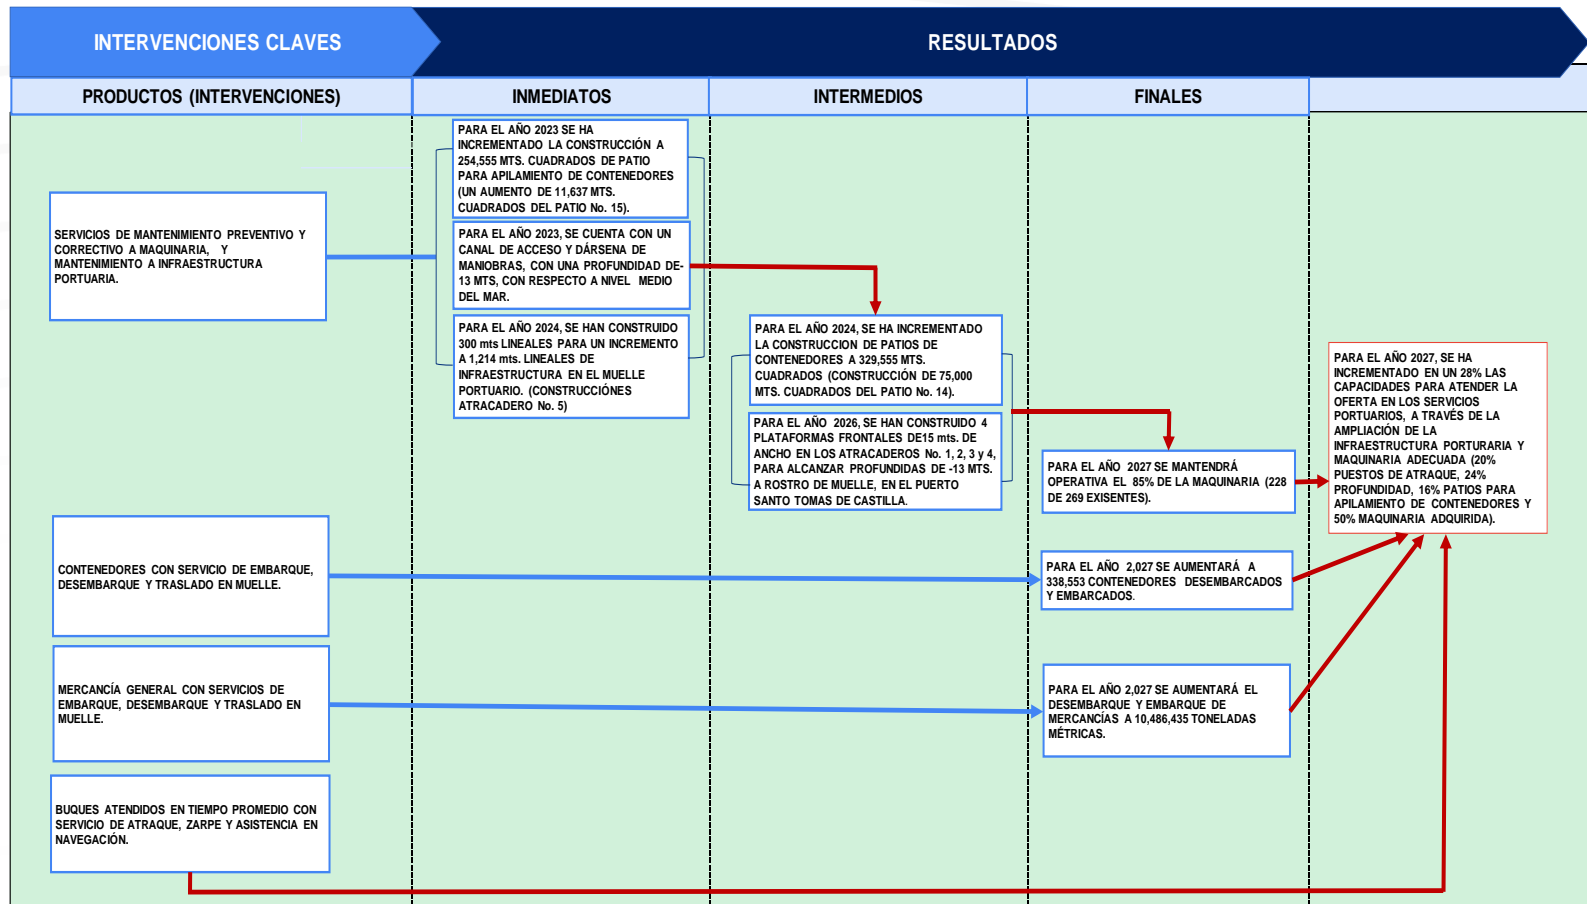 INTERVENCIONES CLAVES
RESULTADOS
PRODUCTOS (INTERVENCIONES)
INMEDIATOS
INTERMEDIOS
FINALES
SERVICIOS DE MANTENIMIENTO PREVENTIVO Y
CORRECTIVO A MAQUINARIA, Y
MANTENIMIENTO A INFRAESTRUCTURA
PORTUARIA.
CONTENEDORES CON SERVICIO DE EMBARQUE,
DESEMBARQUE Y TRASLADO EN MUELLE.
MERCANCÍA GENERAL CON SERVICIOS DE
EMBARQUE, DESEMBARQUE Y TRASLADO EN
MUELLE.
BUQUES ATENDIDOS EN TIEMPO PROMEDIO CON
SERVICIO DE ATRAQUE, ZARPE Y ASISTENCIA EN
NAVEGACIÓN.
PARA EL AÑO 2023 SE HA
INCREMENTADO LA CONSTRUCCIÓN A
254,555 MTS. CUADRADOS DE PATIO
PARA APILAMIENTO DE CONTENEDORES
(UN AUMENTO DE 11,637 MTS.
CUADRADOS DEL PATIO No. 15).
PARA EL AÑO 2023, SE CUENTA CON UN
CANAL DE ACCESO Y DÁRSENA DE
MANIOBRAS, CON UNA PROFUNDIDAD DE-
13 MTS, CON RESPECTO A NIVEL MEDIO
DEL MAR.
PARA EL AÑO 2024, SE HAN CONSTRUIDO
300 mts LINEALES PARA UN INCREMENTO
A 1,214 mts. LINEALES DE
INFRAESTRUCTURA EN EL MUELLE
PORTUARIO. (CONSTRUCCIÓNES
ATRACADERO No. 5)
PARA EL AÑO 2024, SE HA INCREMENTADO
LA CONSTRUCCION DE PATIOS DE
CONTENEDORES A 329,555 MTS.
CUADRADOS (CONSTRUCCIÓN DE 75,000
MTS. CUADRADOS DEL PATIO No. 14).
PARA EL AÑO 2026, SE HAN CONSTRUIDO 4
PLATAFORMAS FRONTALES DE15 mts. DE
ANCHO EN LOS ATRACADEROS No. 1, 2, 3 y 4,
PARA ALCANZAR PROFUNDIDAS DE -13 MTS.
A ROSTRO DE MUELLE, EN EL PUERTO
SANTO TOMAS DE CASTILLA.
PARA EL AÑO 2027 SE MANTENDRÁ
OPERATIVA EL 85% DE LA MAQUINARIA (228
DE 269 EXISENTES).
PARA EL AÑO 2,027 SE AUMENTARÁ A
338,553 CONTENEDORES DESEMBARCADOS
Y EMBARCADOS.
PARA EL AÑO 2,027 SE AUMENTARÁ EL
DESEMBARQUE Y EMBARQUE DE
MERCANCÍAS A 10,486,435 TONELADAS
MÉTRICAS.
PARA EL AÑO 2027, SE HA
INCREMENTADO EN UN 28% LAS
CAPACIDADES PARA ATENDER LA
OFERTA EN LOS SERVICIOS
PORTUARIOS, A TRAVÉS DE LA
AMPLIACIÓN DE LA
INFRAESTRUCTURA PORTURARIA Y
MAQUINARIA ADECUADA (20%
PUESTOS DE ATRAQUE, 24%
PROFUNDIDAD, 16% PATIOS PARA
APILAMIENTO DE CONTENEDORES Y
50% MAQUINARIA ADQUIRIDA).